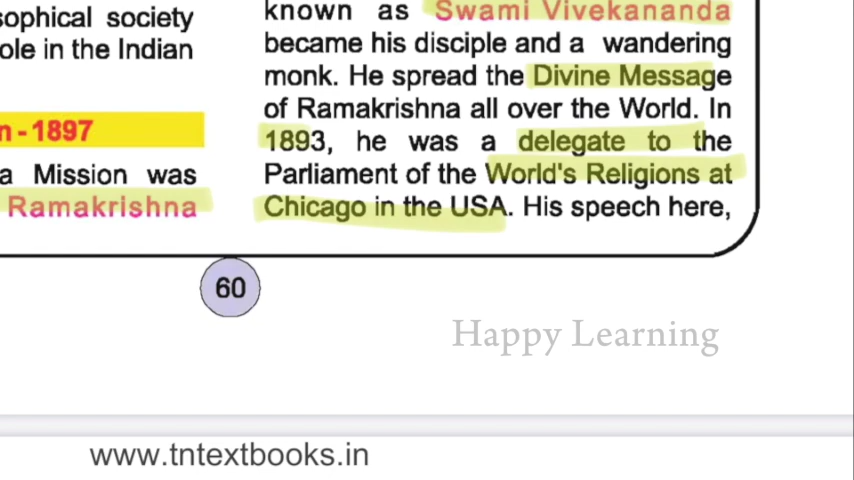 sophical society
ole in the Indian
n - 1897
a Mission was
Ramakrishna
known as Swami Vivekananda
became his disciple and a wandering
monk. He spread the Divine Message
of Ramakrishna all over the World. In
1893, he was a delegate to the
Parliament of the World's Religions at
Chicago in the USA. His speech here,
60
Happy Learning
www.tntextbooks.in